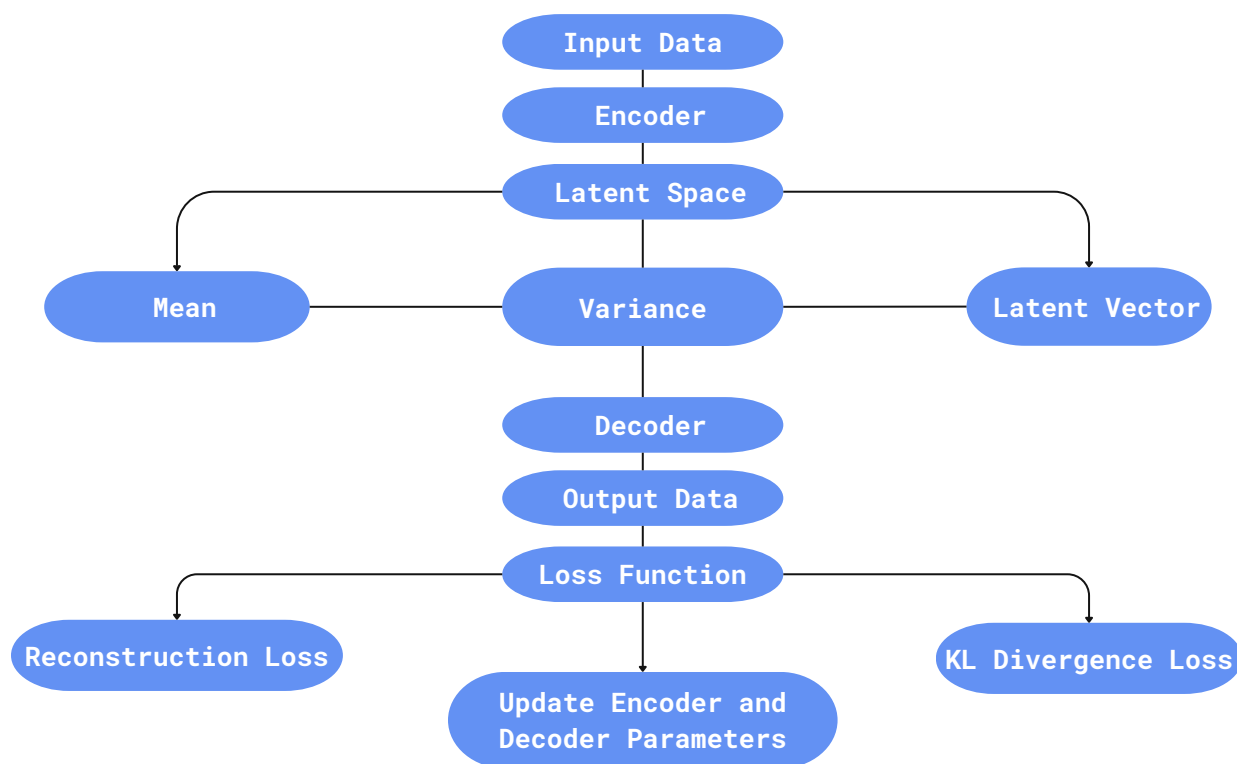 Input Data
Encoder
Latent Space
Mean
Variance
Latent Vector
Decoder
Output Data
Loss Function
Reconstruction Loss
KL Divergence Loss
Update Encoder and
Decoder Parameters